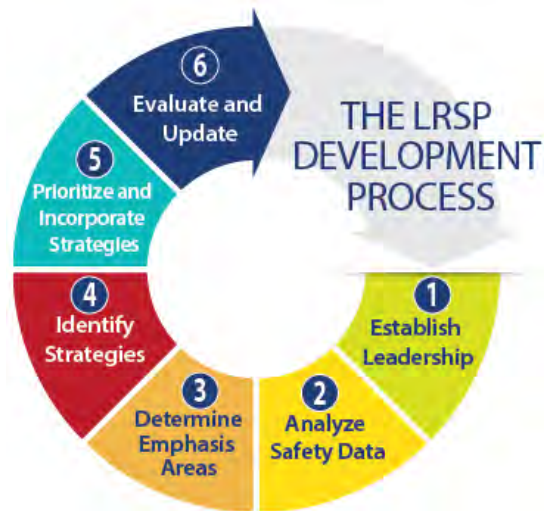 THE LRSP
DEVELOPMENT
PROCESS
1
Establish
Leadership
2
Analyze
Safety Data
3
Determine
Emphasis
Areas
4
Identify
Strategies
5
Prioritize and
Incorporate
Strategies
6
Evaluate and
Update